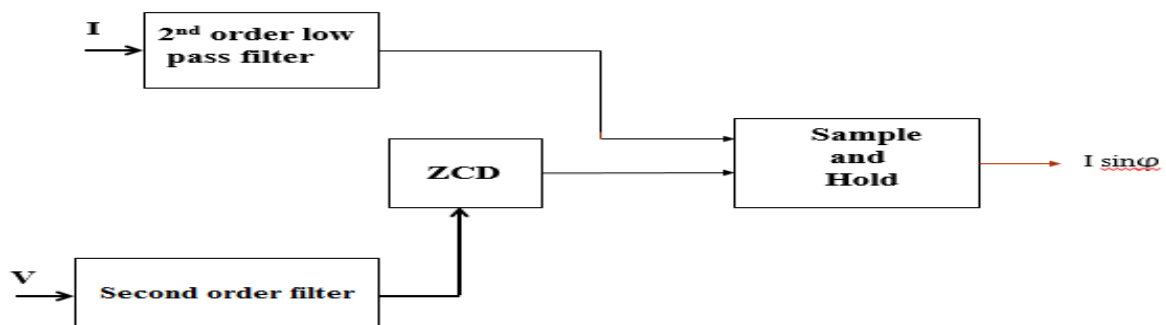 I
2nd order low
pass filter
ZCD
Sample
and
Hold
I sinφ
V
Second order filter